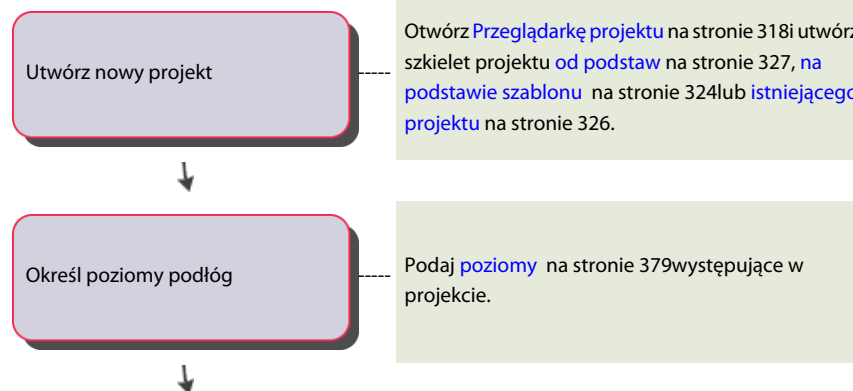 Utwórz nowy projekt
Otwórz Przeglądarkę projektu na stronie 318i utwórz
szkielet projektu od podstaw na stronie 327, na
podstawie szablonu na stronie 324lub istniejącego
projektu na stronie 326.
Określ poziomy podłóg
Podaj poziomy na stronie 379występujące w
projekcie.